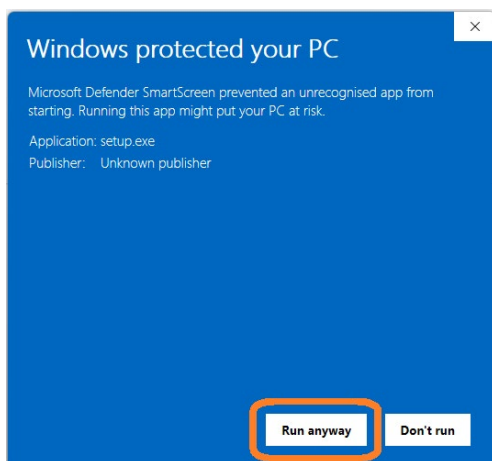 Windows protected your PC
Microsoft Defender SmartScreen prevented an unrecognised app from
starting. Running this app might put your PC at risk.
Application: setup.exe
Publisher: Unknown publisher
Run anyway Don't run